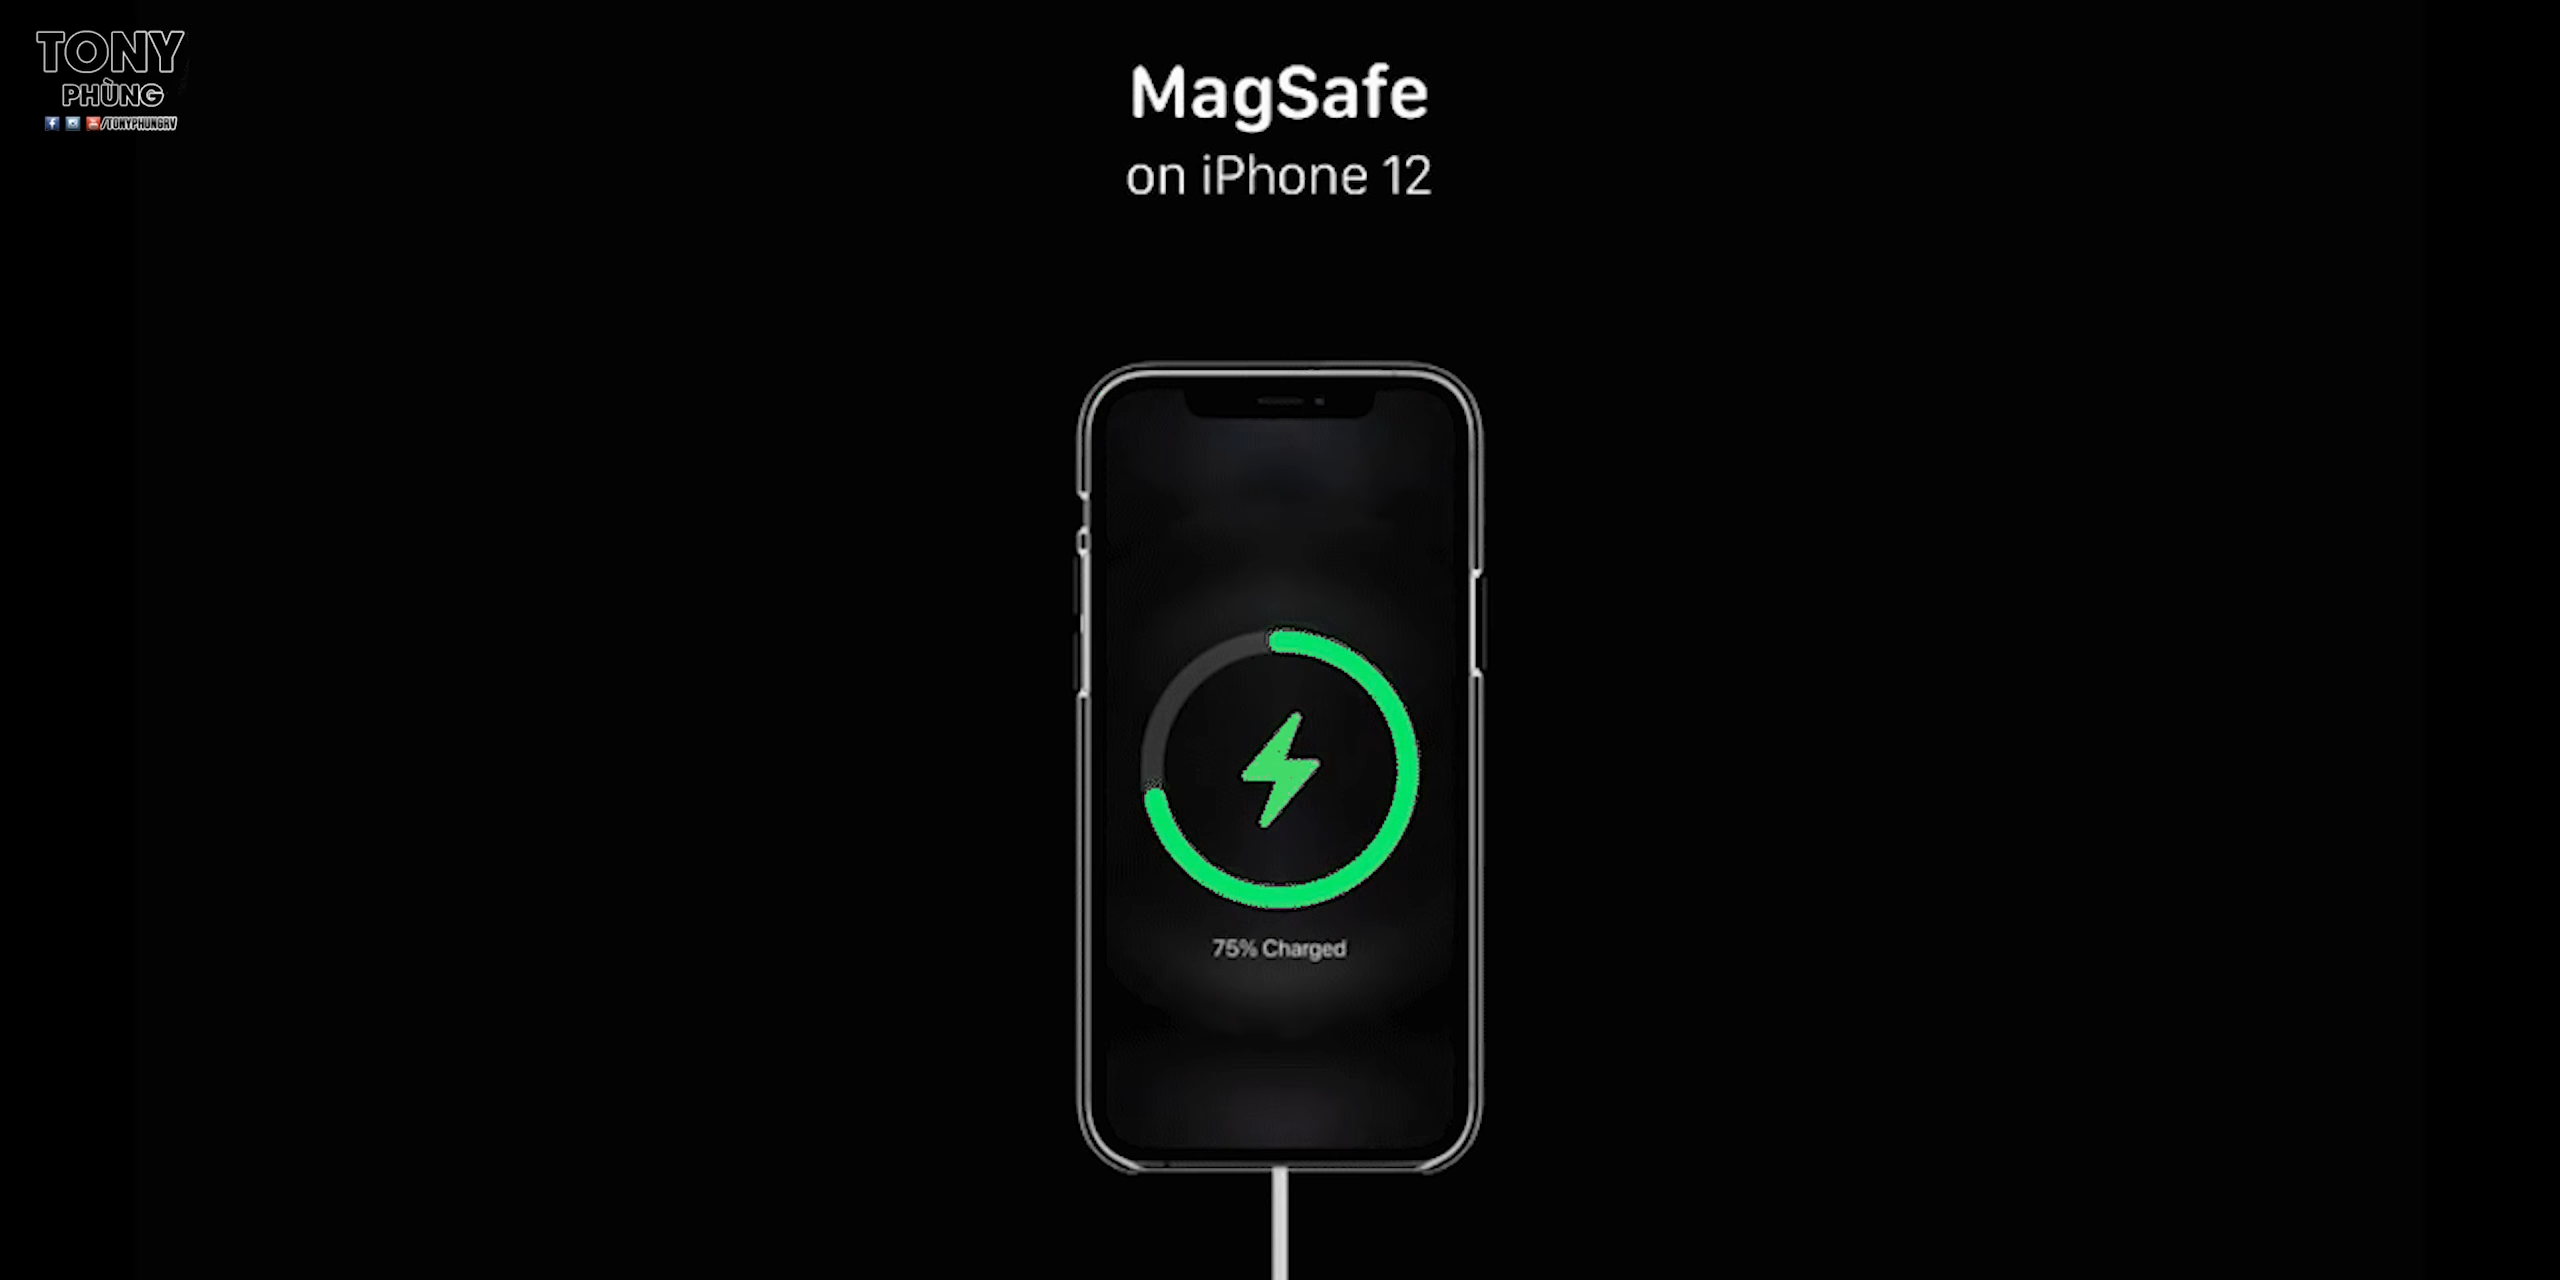 TONY
PHÙNG
/TONYPHUNGRV
MagSafe
on iPhone 12
75% Charged